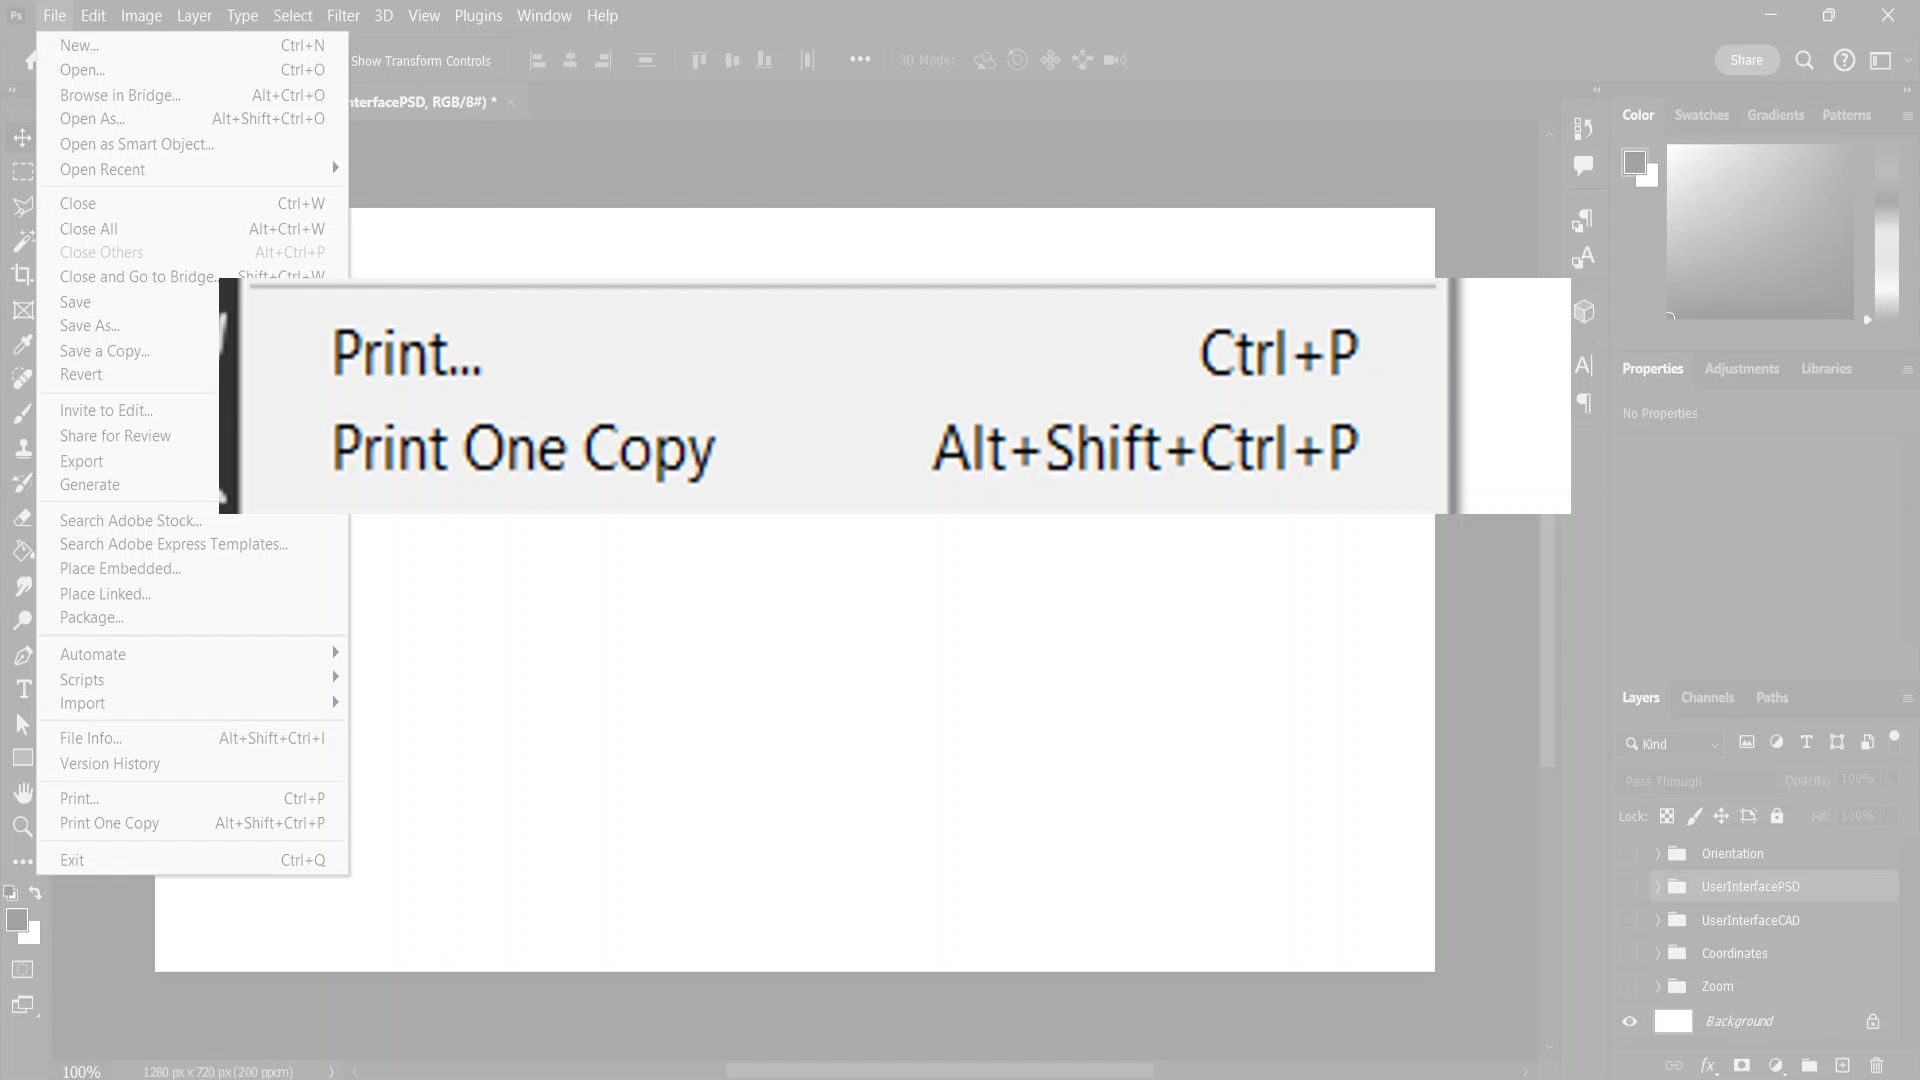 Ps File Edit Image Layer Type Select Filter 3D View Plugins Window Help
Show Transform Controls 3D Mode: Share
nterfacePSD, RGB/8#) *
New... Ctrl+N
Open... Ctrl+O
Browse in Bridge... Alt+Ctrl+O
Open As... Alt+Shift+Ctrl+O
Open as Smart Object...
Open Recent
Close Ctrl+W
Close All Alt+Ctrl+W
Close Others Alt+Ctrl+P
Close and Go to Bridge... Shift+Ctrl+W
Save
Save As...
Save a Copy...
Revert
Invite to Edit...
Share for Review
Export
Generate
Search Adobe Stock...
Search Adobe Express Templates...
Place Embedded...
Place Linked...
Package...
Automate
Scripts
Import
File Info... Alt+Shift+Ctrl+I
Version History
Print... Ctrl+P
Print One Copy Alt+Shift+Ctrl+P
Exit Ctrl+Q
Print... Ctrl+P
Print One Copy Alt+Shift+Ctrl+P
Color Swatches Gradients Patterns
Properties Adjustments Libraries
No Properties
Layers Channels Paths
Kind
Pass Through Opacity: 100%
Lock: Fill: 100%
Orientation
UserInterfacePSD
UserInterfaceCAD
Coordinates
Zoom
Background
100% 1280 px x 720 px (200 ppcm)